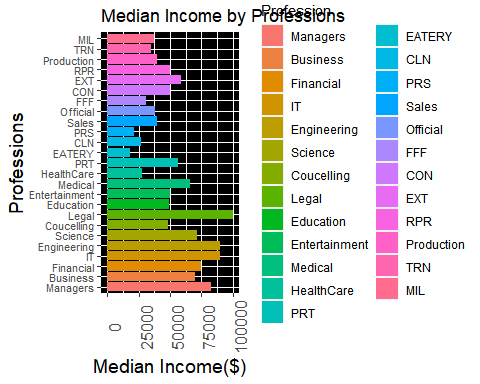 Median Income by Professions
Profession
MIL
TRN
Production
RPR
EXT
CON
FFF
Official
Sales
PRS
CLN
EATERY
PRT
HealthCare
Medical
Entertainment
Education
Legal
Coucelling
Science
Engineering
IT
Financial
Business
Managers
Professions
0
25000
50000
75000
100000
Median Income($)
Managers
Business
Financial
IT
Engineering
Science
Coucelling
Legal
Education
Entertainment
Medical
HealthCare
PRT
EATERY
CLN
PRS
Sales
Official
FFF
CON
EXT
RPR
Production
TRN
MIL